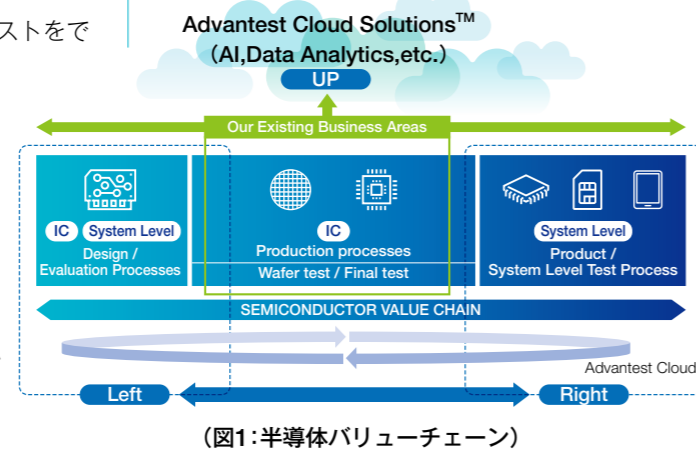 ストをで
Advantest Cloud Solutions™
（AI,Data Analytics,etc.）
UP
Our Existing Business Areas
IC System Level
Design /
Evaluation Processes
IC
Production processes
Wafer test / Final test
System Level
Product /
System Level Test Process
SEMICONDUCTOR VALUE CHAIN
Advantest Cloud
Left
Right
（図1：半導体バリューチェーン）